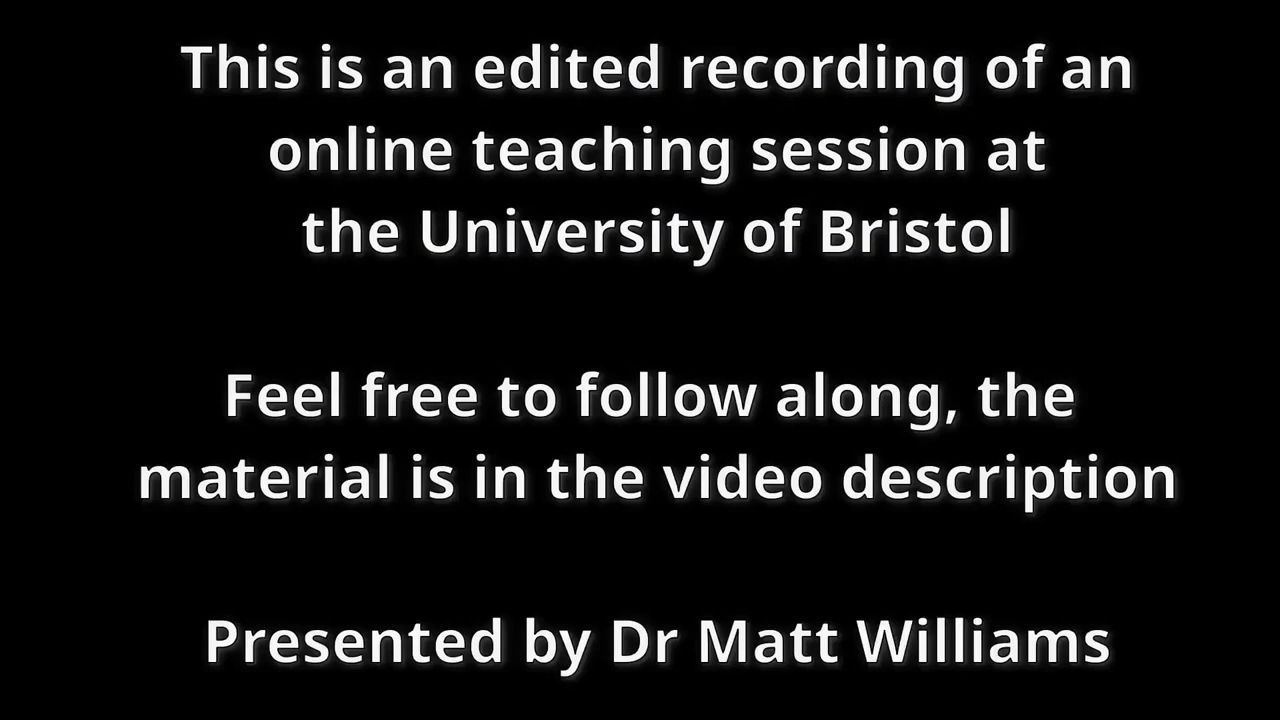 This is an edited recording of an
online teaching session at
the University of Bristol
Feel free to follow along, the
material is in the video description
Presented by Dr Matt Williams